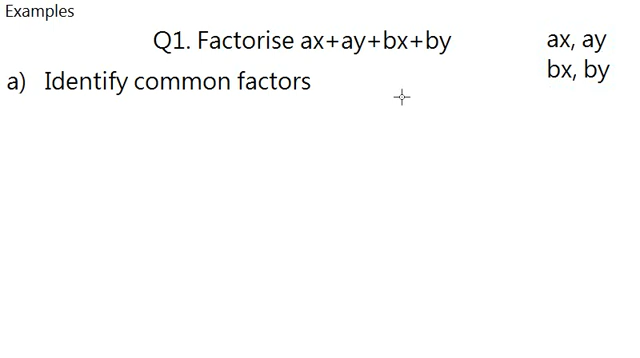 Examples
Q1. Factorise ax+ay+bx+by
ax, ay
bx, by
a) Identify common factors